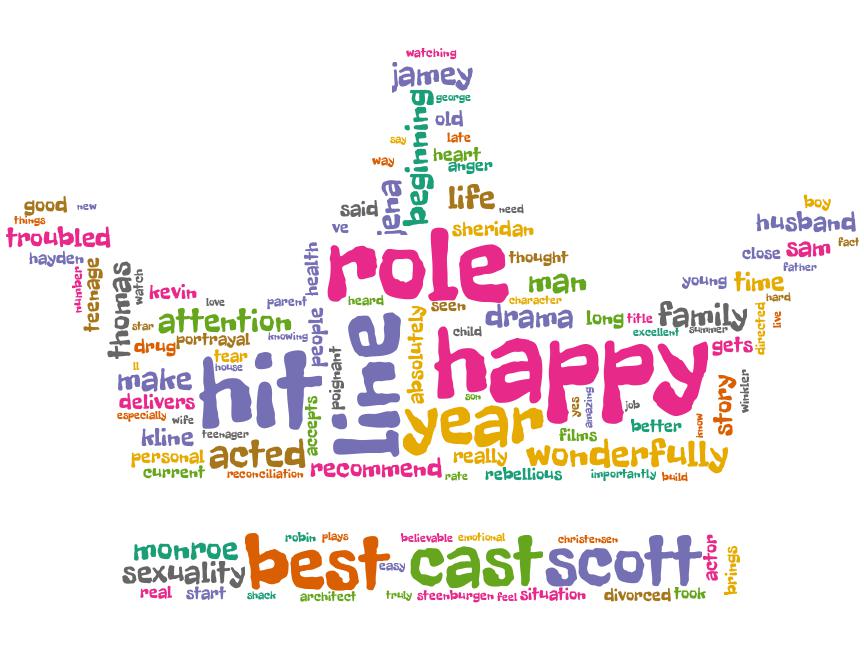 watching
jamey
george
beginning
old
say
late
way
heart
anger
jena
life
said
need
ve
sheridan
good
new
things
troubled
hayden
number
teenage
thomas
watch
kevin
love
star
attention
drug
portrayal
parent
knowing
health
people
role
thought
man
heard
seen
character
boy
husband
close
sam
fact
father
young
time
hard
live
directed
drama
long
title
family
excellent
summer
child
gets
tear
house
ll
make
delivers
especially
wife
hit
poignant
line
absolutely
happy
son
year
yes
amazing
job
better
know
story
winkler
kline
teenager
accepts
personal
acted
current
reconciliation
recommend
rate
really
films
wonderfully
rebellious
importantly
build
monroe
robin
plays
believable
emotional
christensen
sexuality
best
easy
cast
scott
actor
brings
real
start
shack
architect
truly
steenburgen
feel
situation
divorced
took